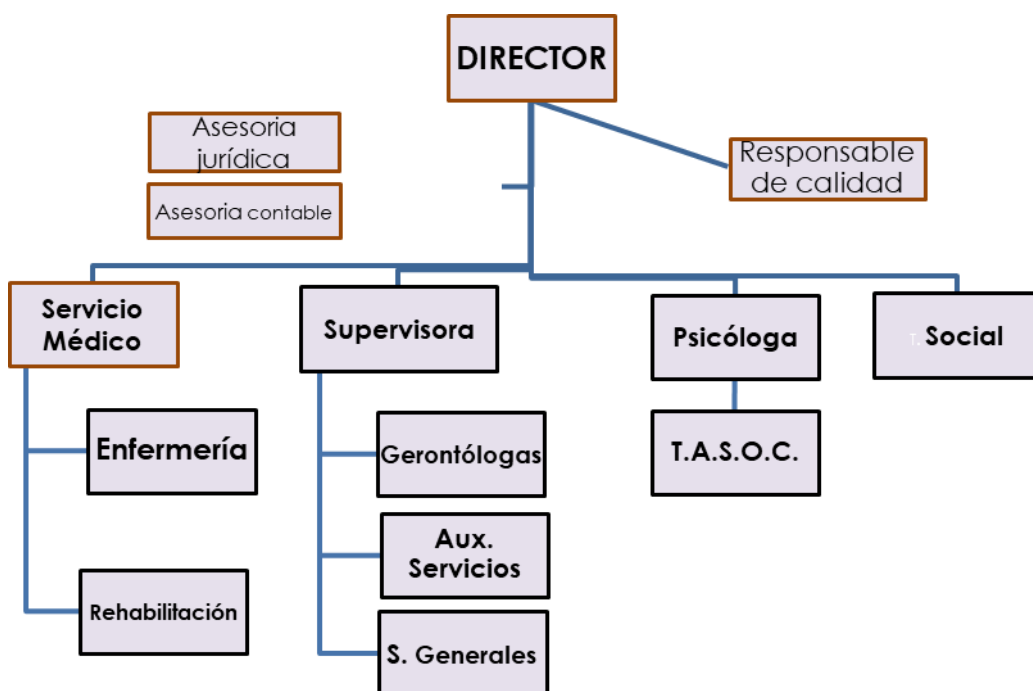 DIRECTOR
Asesoria
jurídica
Responsable
de calidad
Asesoria contable
Servicio
Médico
Supervisora
Psicóloga
T. Social
Enfermería
Gerontólogas
T.A.S.O.C.
Aux.
Servicios
Rehabilitación
S. Generales